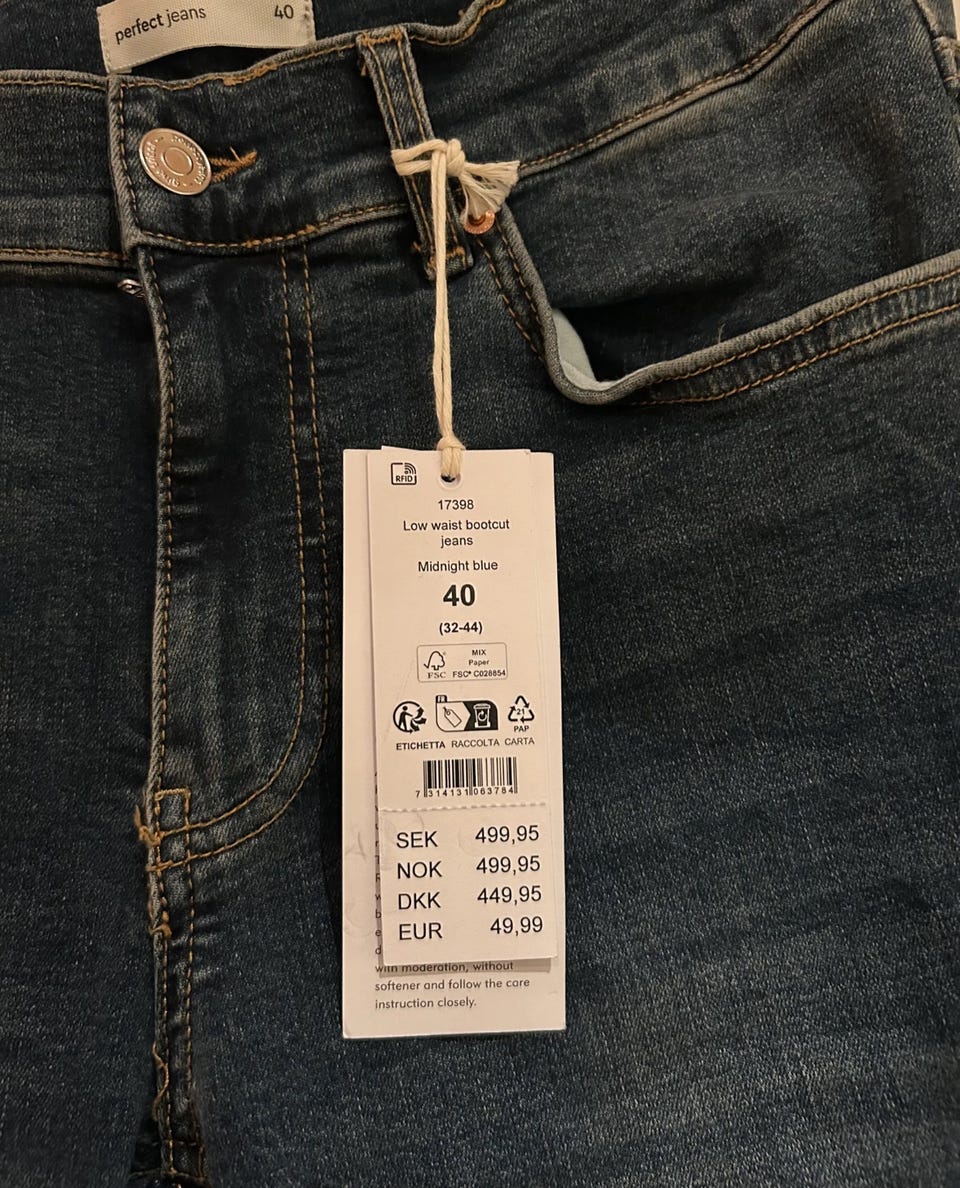 perfect jeans 40
RFID
17398
Low waist bootcut
jeans
Midnight blue
40
(32-44)
MIX
Paper
FSC® C028854
FSC
FR
21
PAP
ETICHETTA RACCOLTA CARTA
7 314131 063784
SEK 499,95
NOK 499,95
DKK 449,95
EUR 49,99
with moderation, without
softener and follow the care
instruction closely.